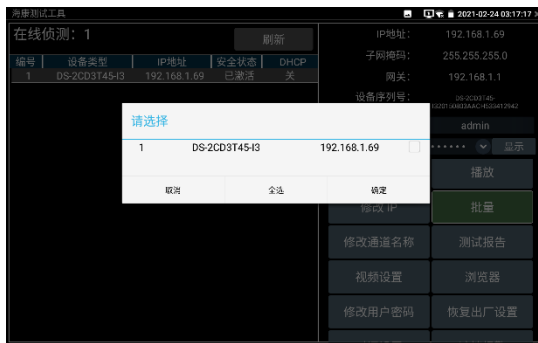 海康测试工具
2021-02-24 03:17:17
在线侦测：1
刷新
编号 设备类型 IP地址 安全状态 DHCP
1 DS-2CD3T45-I3 192.168.1.69 已激活 关
IP地址： 192.168.1.69
子网掩码： 255.255.255.0
网关： 192.168.1.1
设备序列号：
admin
显示
请选择
1 DS-2CD3T45-I3 192.168.1.69
取消 全选 确定
播放
修改 IP 批量
修改通道名称 测试报告
视频设置 浏览器
修改用户密码 恢复出厂设置